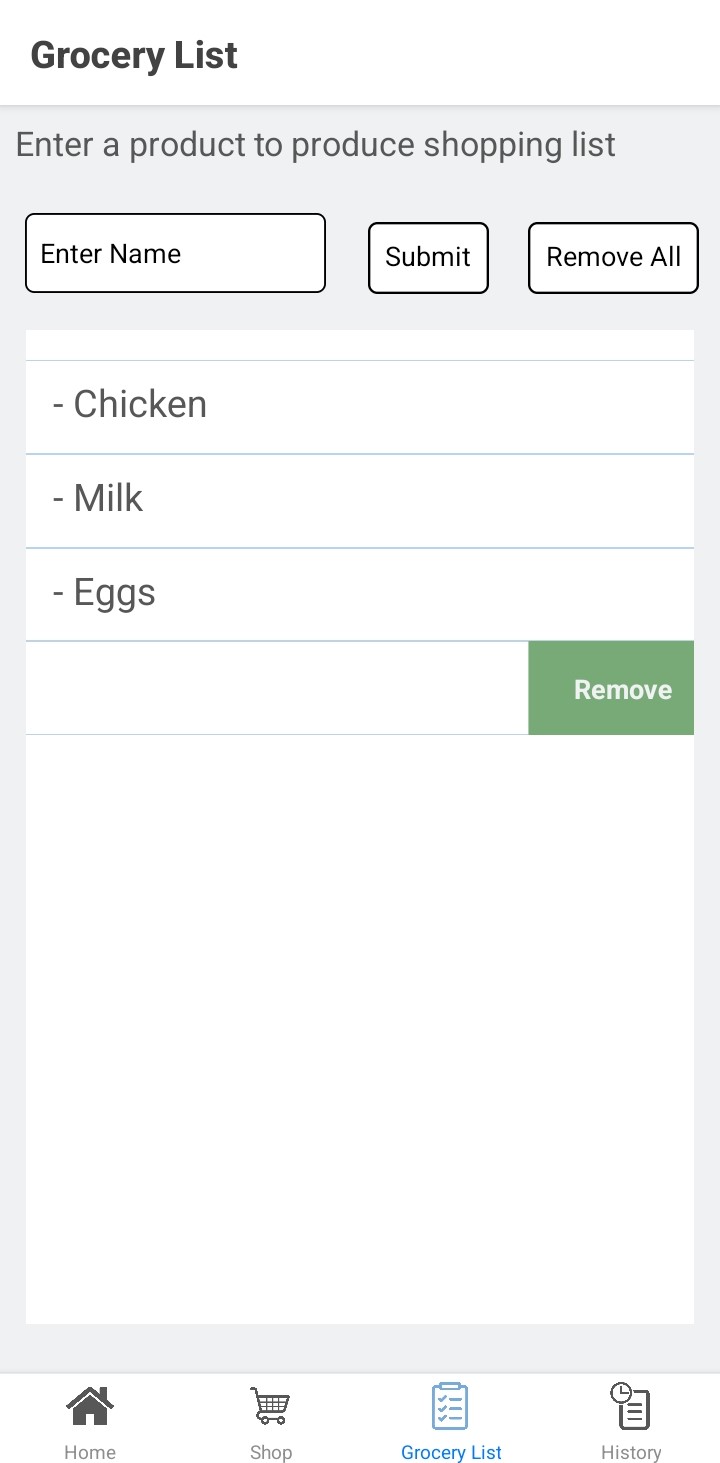 Grocery List
Enter a product to produce shopping list
Enter Name
Submit
Remove All
- Chicken
- Milk
- Eggs
Remove
Home
Shop
Grocery List
History